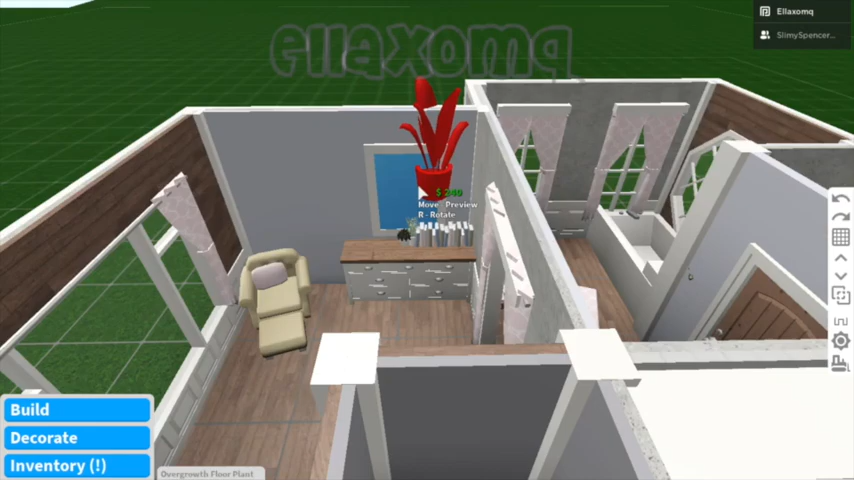 Ellaxomq
SlimySpencer...
ellaxomq
$ 240
Move - Preview
R - Rotate
Build
Decorate
Inventory (!)
Overgrowth Floor Plant